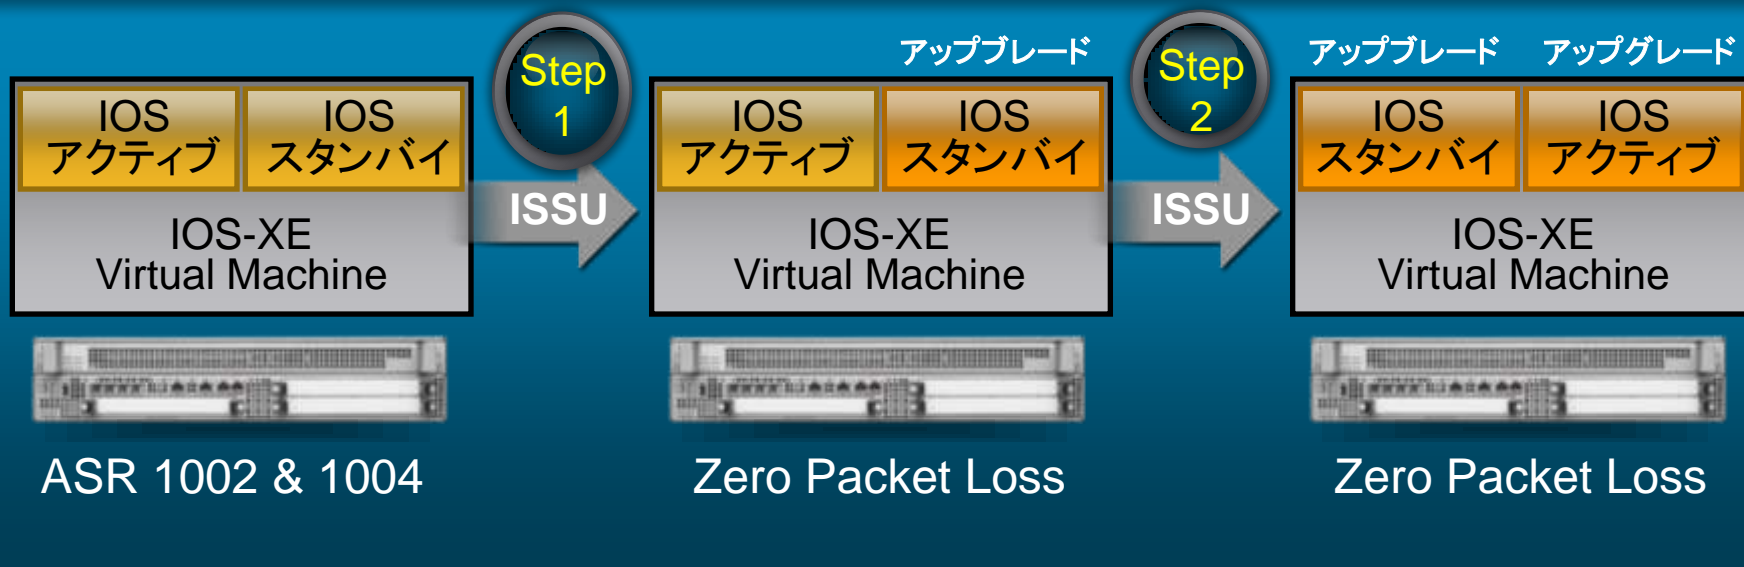 IOS
アクティブ
IOS
スタンバイ
IOS-XE
Virtual Machine
ASR 1002 & 1004
Step
1
ISSU
アップブレード
IOS
アクティブ
IOS
スタンバイ
IOS-XE
Virtual Machine
Zero Packet Loss
Step
2
ISSU
アップブレード
アップグレード
IOS
スタンバイ
IOS
アクティブ
IOS-XE
Virtual Machine
Zero Packet Loss